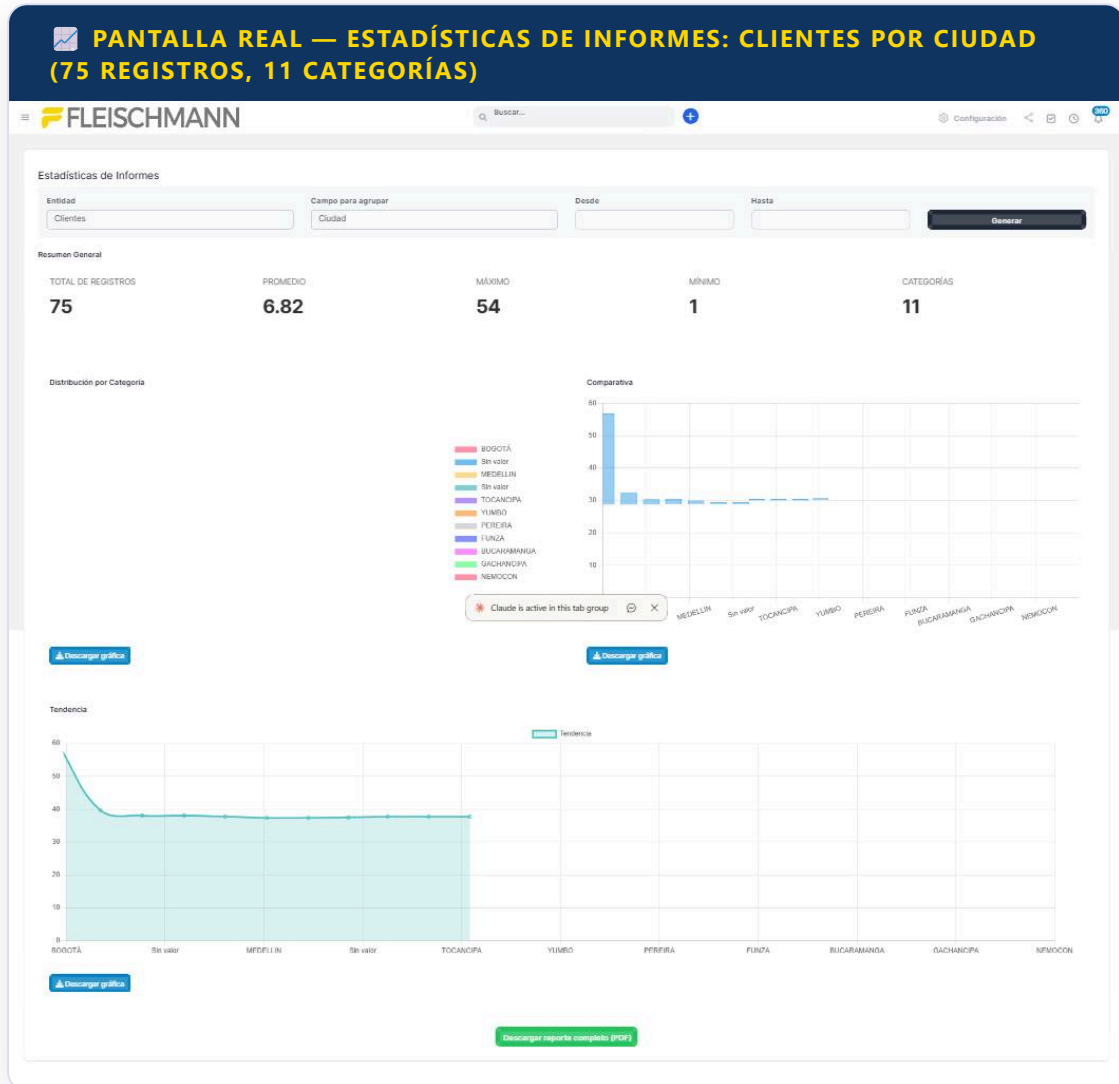 PANTALLA REAL — ESTADÍSTICAS DE INFORMES: CLIENTES POR CIUDAD
(75 REGISTROS, 11 CATEGORÍAS)
FLEISCHMANN
Buscar...
Configuración
360
Estadísticas de Informes
Entidad Campo para agrupar Desde Hasta
Clientes Ciudad Generar
Resumen General
TOTAL DE REGISTROS PROMEDIO MÁXIMO MÍNIMO CATEGORÍAS
75 6.82 54 1 11
Distribución por Categoría
BOGOTÁ
Sin valor
MEDELLIN
Sin valor
TOCANCIPA
YUMBO
PEREIRA
FUNZA
BUCARAMANGA
GACHANCIPA
NEMOCON
Comparativa
60
50
40
30
20
10
MEDELLIN Sin valor TOCANCIPA YUMBO PEREIRA FUNZA BUCARAMANGA GACHANCIPA NEMOCON
Claude is active in this tab group
Descargar gráfica
Descargar gráfica
Tendencia
Tendencia
60
50
40
30
20
10
0
BOGOTÁ Sin valor MEDELLIN Sin valor TOCANCIPA YUMBO PEREIRA FUNZA BUCARAMANGA GACHANCIPA NEMOCON
Descargar gráfica
Descargar reporte completo (PDF)